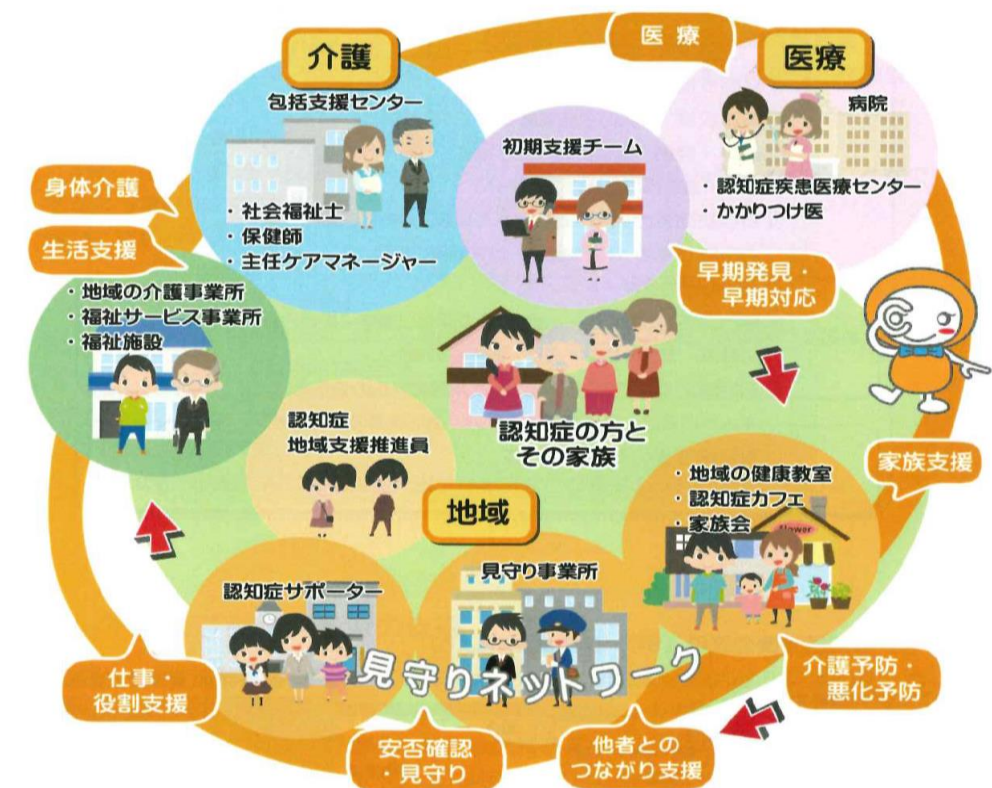 医療
介護
医療
包括支援センター
病院
初期支援チーム
身体介護
・社会福祉士
・保健師
・主任ケアマネージャー
・認知症疾患医療センター
・かかりつけ医
生活支援
早期発見・
早期対応
・地域の介護事業所
・福祉サービス事業所
・福祉施設
認知症
地域支援推進員
認知症の方と
その家族
家族支援
・地域の健康教室
・認知症カフェ
・家族会
flower
地域
認知症サポーター
見守り事業所
見守りネットワーク
仕事・
役割支援
介護予防・
悪化予防
安否確認
・見守り
他者との
つながり支援